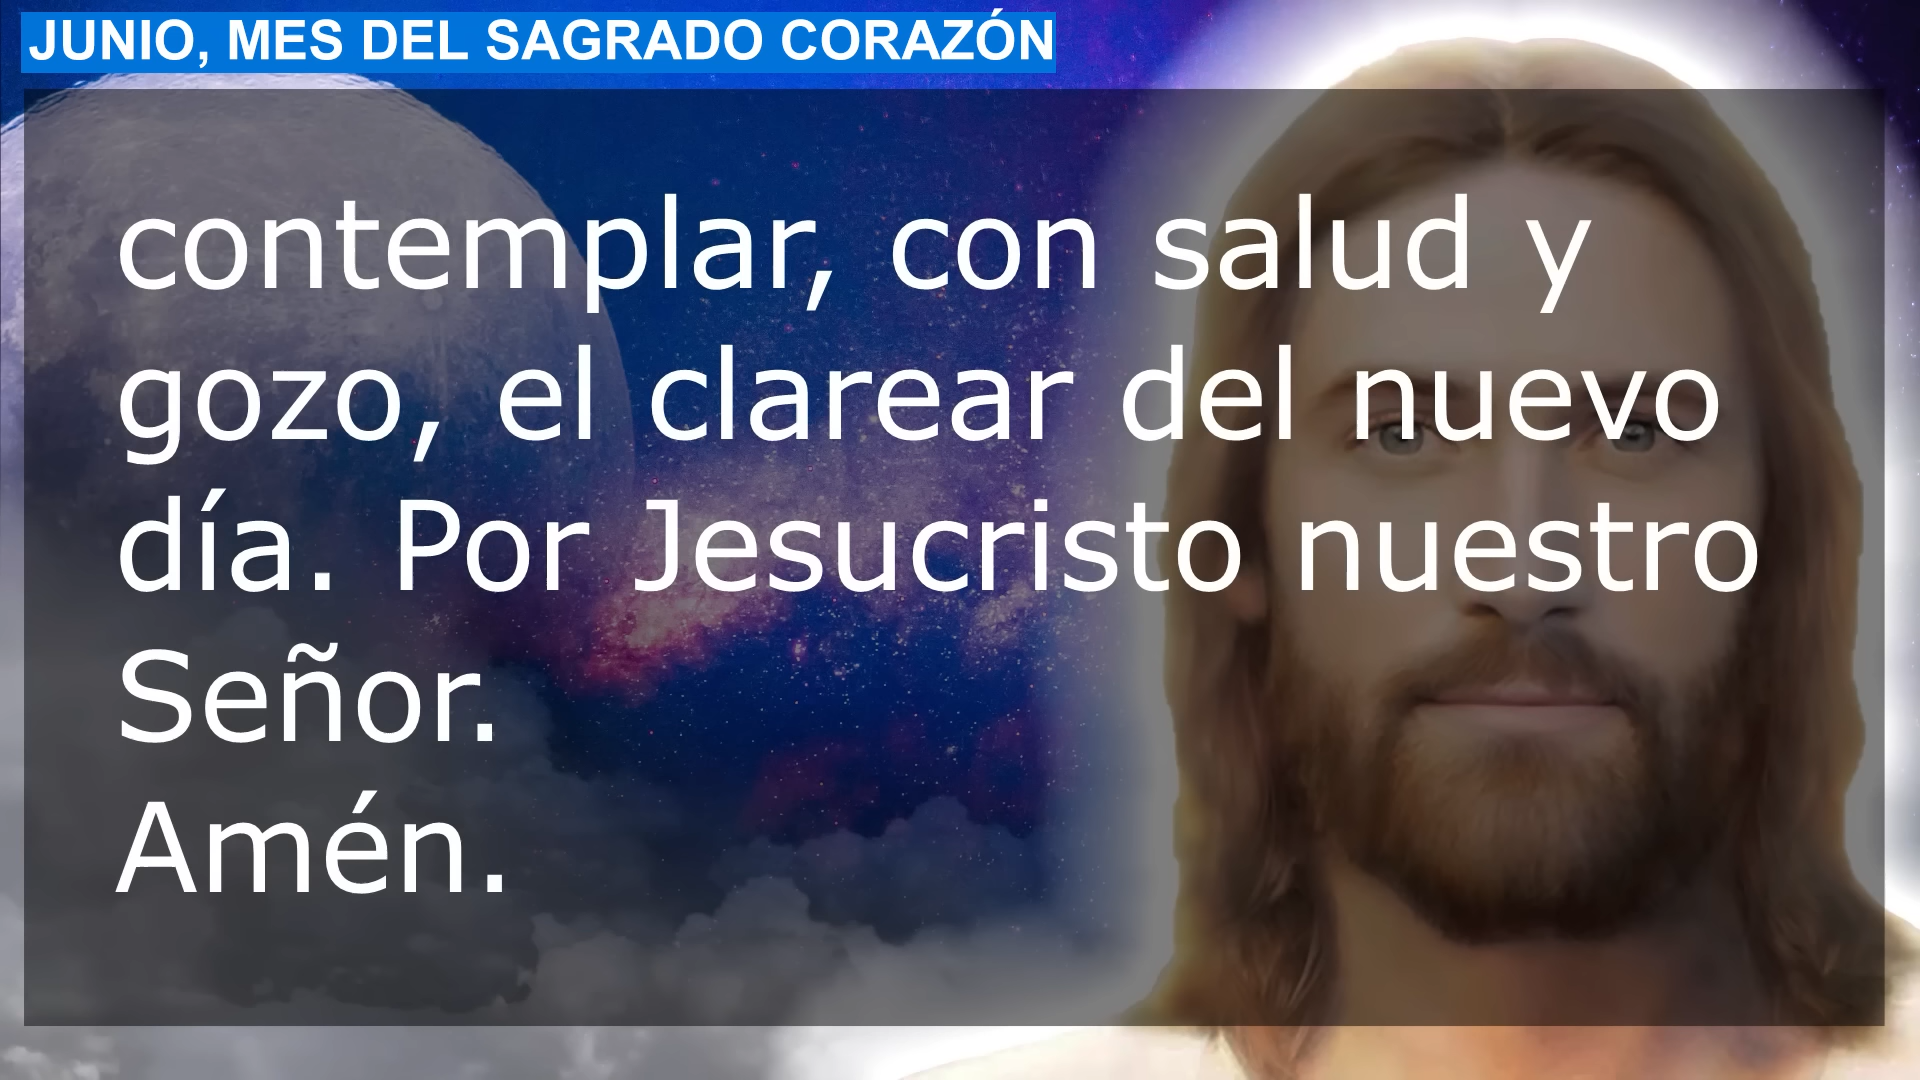 JUNIO, MES DEL SAGRADO CORAZÓN
contemplar, con salud y
gozo, el clarear del nuevo
día. Por Jesucristo nuestro
Señor.
Amén.